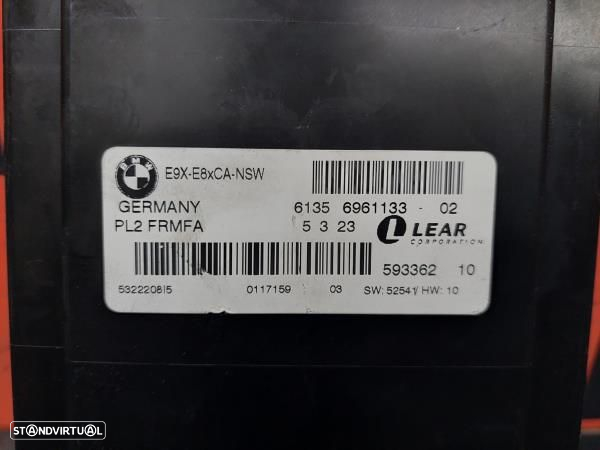 BMW
E9X-E8xCA-NSW
GERMANY
6135 6961133 - 02
PL2 FRMFA
5 3 23
LEAR
CORPORATION
593362 10
532220815
0117159
03
SW: 52541/ HW: 10
STANDVIRTUAL